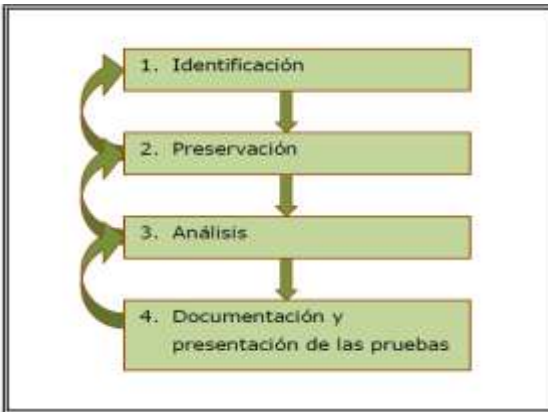 1. Identificación
2. Preservación
3. Análisis
4. Documentación y
presentación de las pruebas